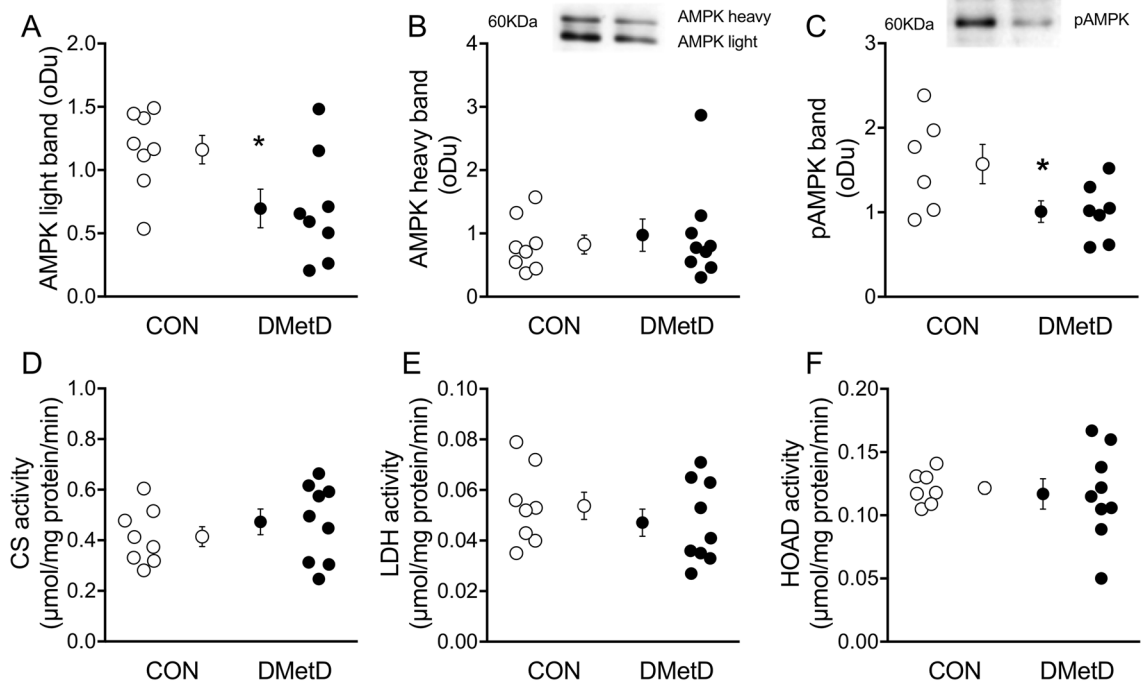 A
AMPK light band (oDu)
2.0
1.5
1.0
0.5
0.0
*
CON
DMetD
B
60KDa
AMPK heavy
AMPK light
AMPK heavy band
(oDu)
4
3
2
1
0
CON
DMetD
C
60KDa
pAMPK
pAMPK band
(oDu)
3
2
1
0
*
CON
DMetD
D
CS activity
(µmol/mg protein/min)
1.0
0.8
0.6
0.4
0.2
0.0
CON
DMetD
E
LDH activity
(µmol/mg protein/min)
0.10
0.08
0.06
0.04
0.02
0.00
CON
DMetD
F
HOAD activity
(µmol/mg protein/min)
0.20
0.15
0.10
0.05
0.00
CON
DMetD